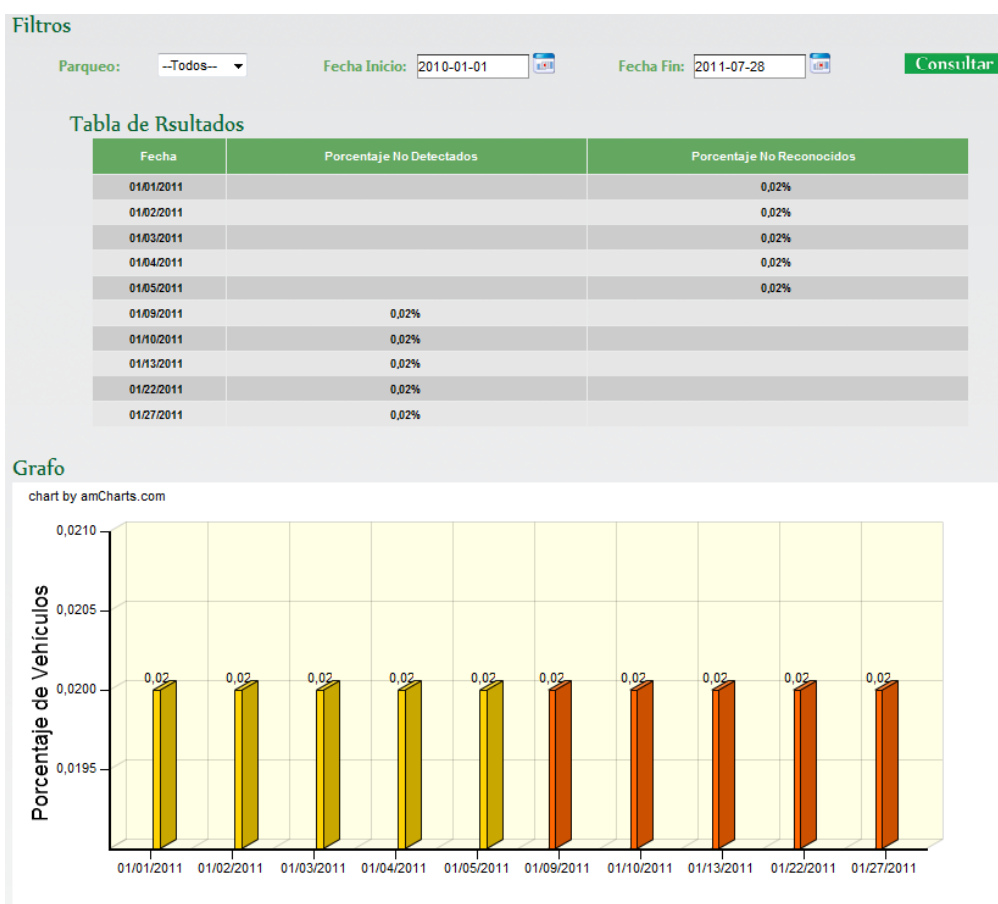 Filtros
Parqueo: --Todos-- Fecha Inicio: 2010-01-01 Fecha Fin: 2011-07-28 Consultar
Tabla de Rsultados
Fecha Porcentaje No Detectados Porcentaje No Reconocidos
01/01/2011 0,02%
01/02/2011 0,02%
01/03/2011 0,02%
01/04/2011 0,02%
01/05/2011 0,02%
01/09/2011 0,02%
01/10/2011 0,02%
01/13/2011 0,02%
01/22/2011 0,02%
01/27/2011 0,02%
Grafo
chart by amCharts.com
Porcentaje de Vehículos
0,0210
0,0205
0,0200
0,0195
0,02 0,02 0,02 0,02 0,02 0,02 0,02 0,02 0,02 0,02
01/01/2011 01/02/2011 01/03/2011 01/04/2011 01/05/2011 01/09/2011 01/10/2011 01/13/2011 01/22/2011 01/27/2011